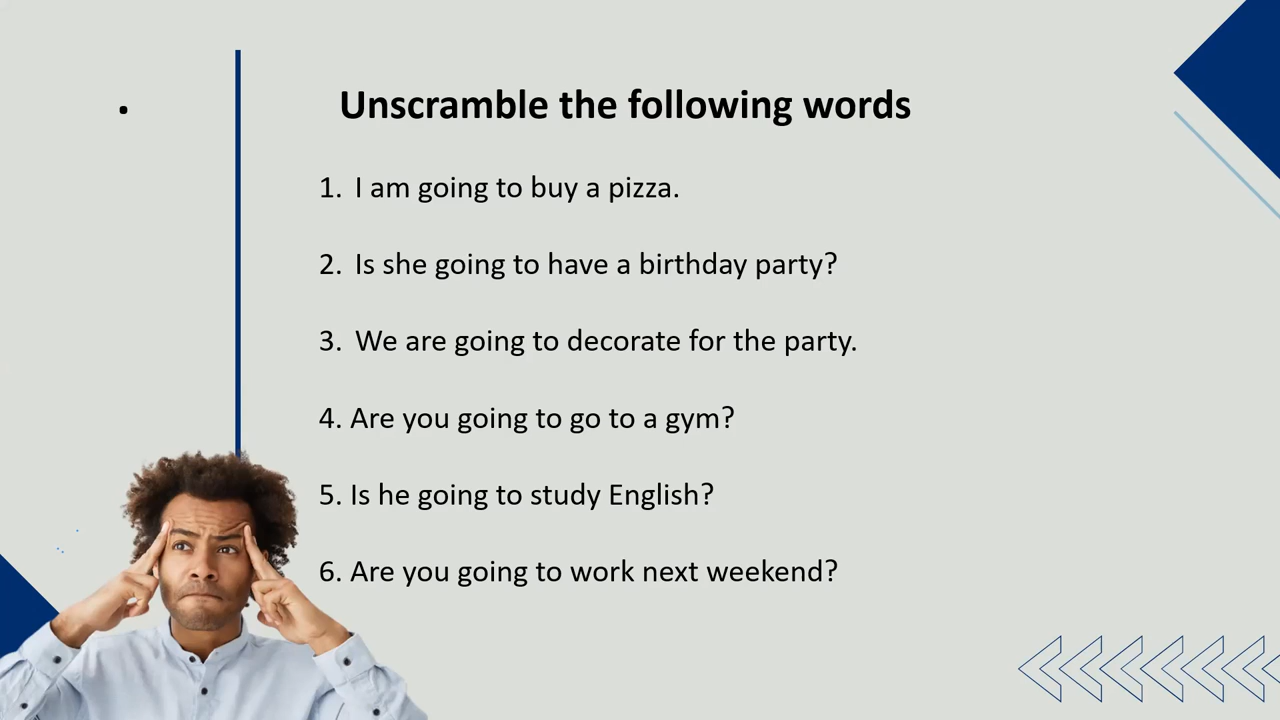 Unscramble the following words
1. I am going to buy a pizza.
2. Is she going to have a birthday party?
3. We are going to decorate for the party.
4. Are you going to go to a gym?
5. Is he going to study English?
6. Are you going to work next weekend?